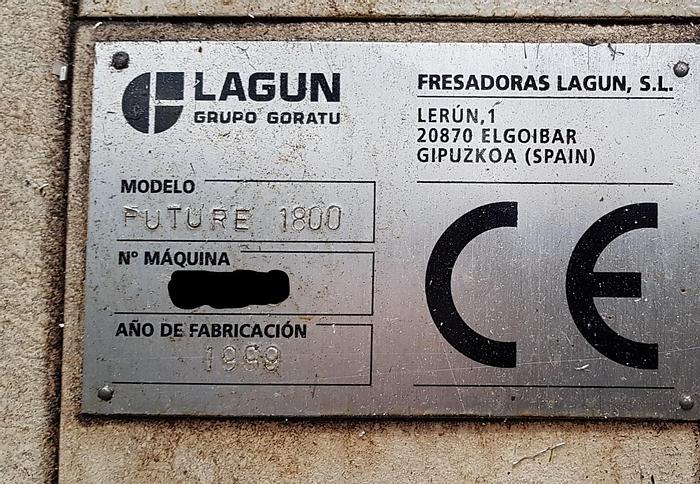 LAGUN
GRUPO GORATU
FRESADORAS LAGUN, S.L.
LERÚN,1
20870 ELGOIBAR
GIPUZKOA (SPAIN)
MODELO
FUTURE 1800
Nº MÁQUINA
AÑO DE FABRICACIÓN
1999
CE